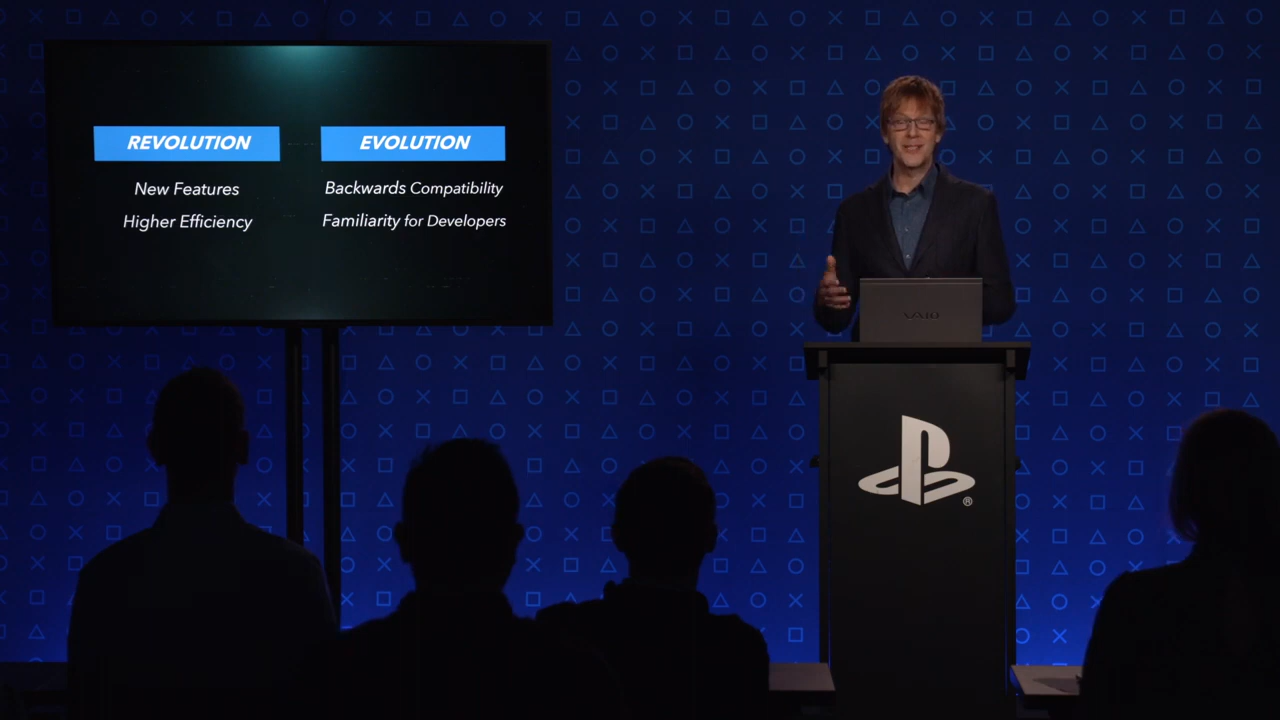 REVOLUTION
New Features
Higher Efficiency
EVOLUTION
Backwards Compatibility
Familiarity for Developers
VAIO
®